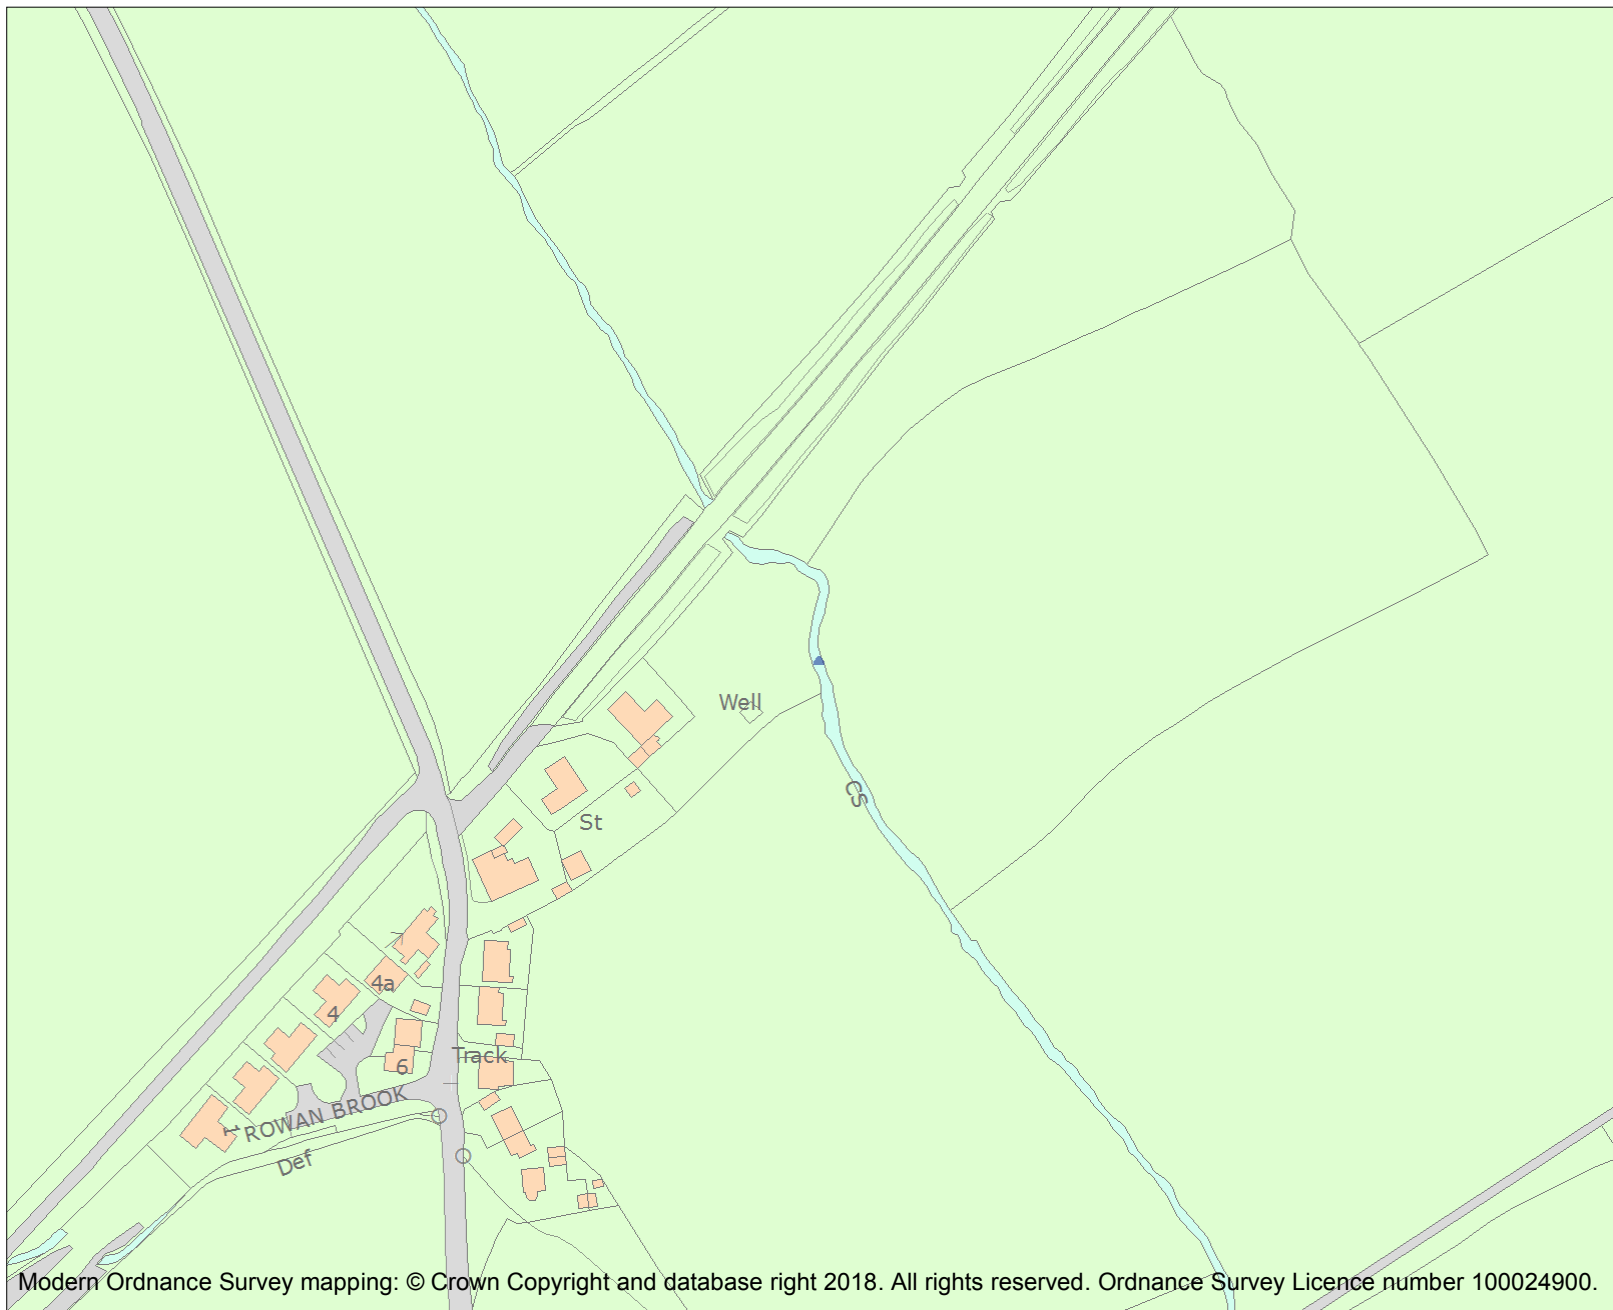 Well
CS
St
7
4a
4
Track
6
ROWAN BROOK
1
Def
Modern Ordnance Survey mapping: © Crown Copyright and database right 2018. All rights reserved. Ordnance Survey Licence number 100024900.